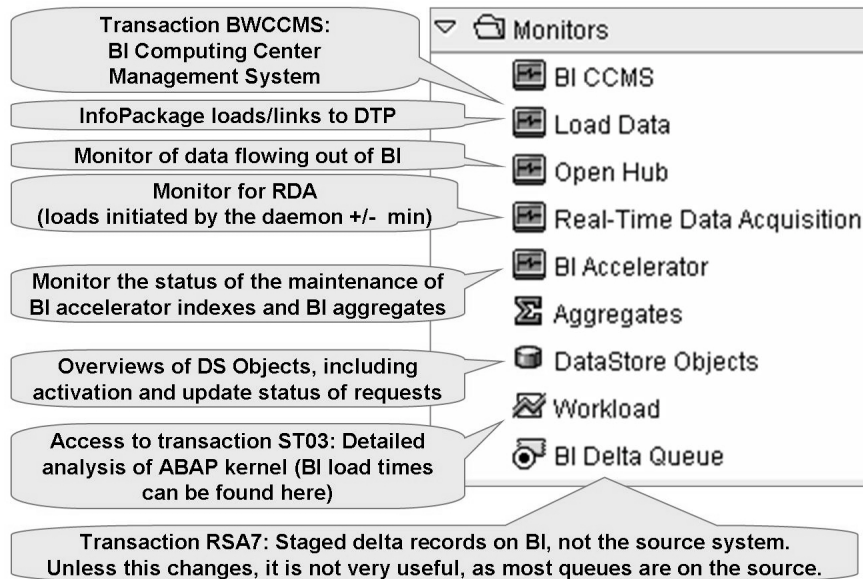 Transaction BWCCMS:
BI Computing Center
Management System
InfoPackage loads/links to DTP
Monitor of data flowing out of BI
Monitor for RDA
(loads initiated by the daemon +/- min)
Monitor the status of the maintenance of
BI accelerator indexes and BI aggregates
Overviews of DS Objects, including
activation and update status of requests
Access to transaction ST03: Detailed
analysis of ABAP kernel (BI load times
can be found here)
Monitors
BI CCMS
Load Data
Open Hub
Real-Time Data Acquisition
BI Accelerator
Aggregates
DataStore Objects
Workload
BI Delta Queue
Transaction RSA7: Staged delta records on BI, not the source system.
Unless this changes, it is not very useful, as most queues are on the source.